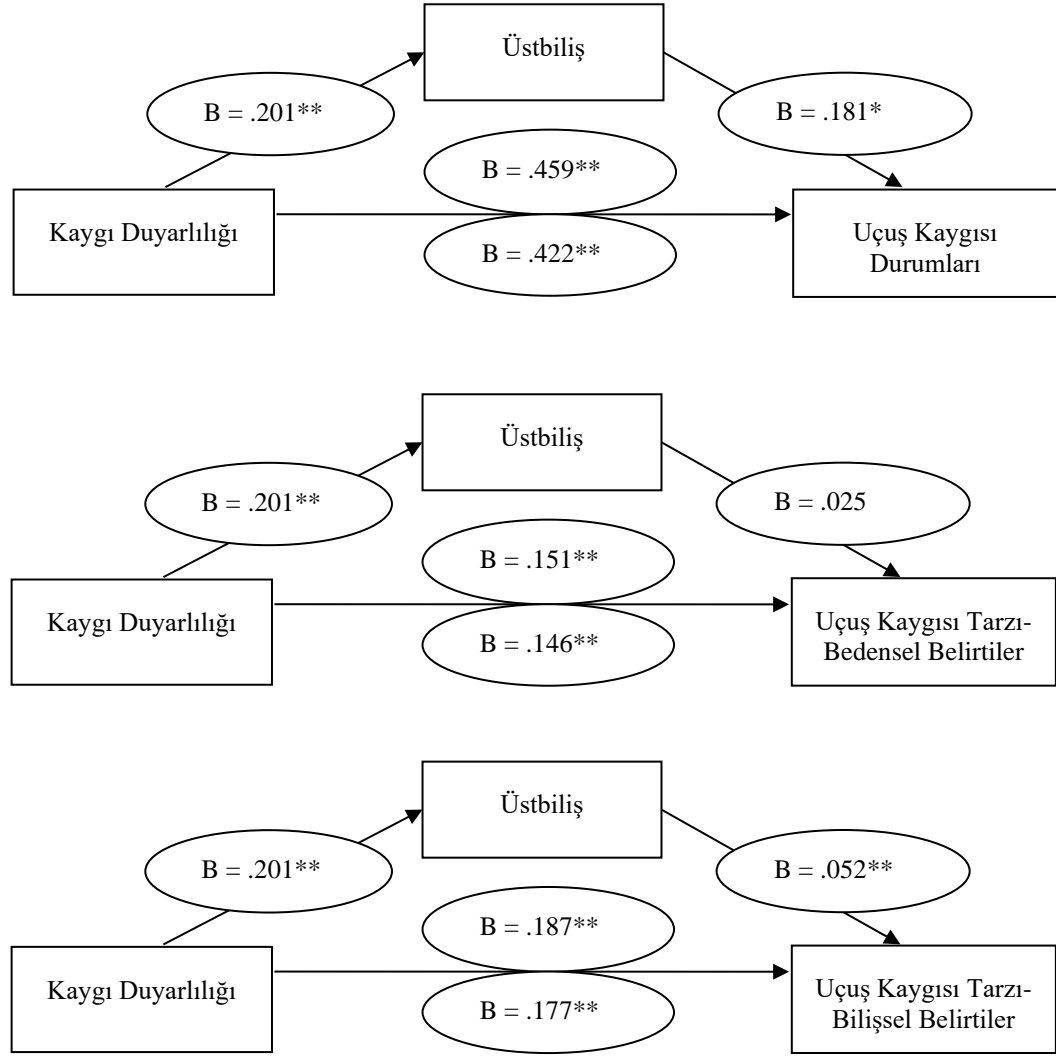 Üstbiliş
B = .201**
B = .181*
B = .459**
Kaygı Duyarlılığı
Uçuş Kaygısı
Durumları
B = .422**
Üstbiliş
B = .201**
B = .025
B = .151**
Kaygı Duyarlılığı
Uçuş Kaygısı Tarzı-
Bedensel Belirtiler
B = .146**
Üstbiliş
B = .201**
B = .052**
B = .187**
Kaygı Duyarlılığı
Uçuş Kaygısı Tarzı-
Bilişsel Belirtiler
B = .177**